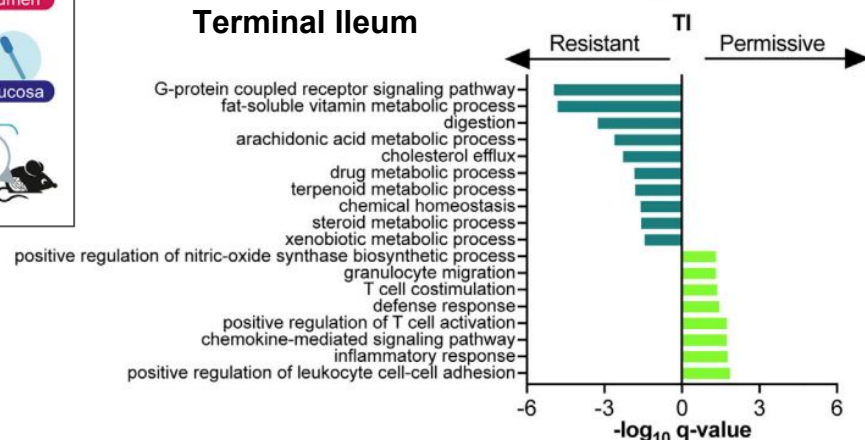 umen
Terminal Ileum
TI
Resistant
Permissive
ucosa
G-protein coupled receptor signaling pathway
fat-soluble vitamin metabolic process
digestion
arachidonic acid metabolic process
cholesterol efflux
drug metabolic process
terpenoid metabolic process
chemical homeostasis
steroid metabolic process
xenobiotic metabolic process
positive regulation of nitric-oxide synthase biosynthetic process
granulocyte migration
T cell costimulation
defense response
positive regulation of T cell activation
chemokine-mediated signaling pathway
inflammatory response
positive regulation of leukocyte cell-cell adhesion
-6 -3 0 3 6
-log10 q-value